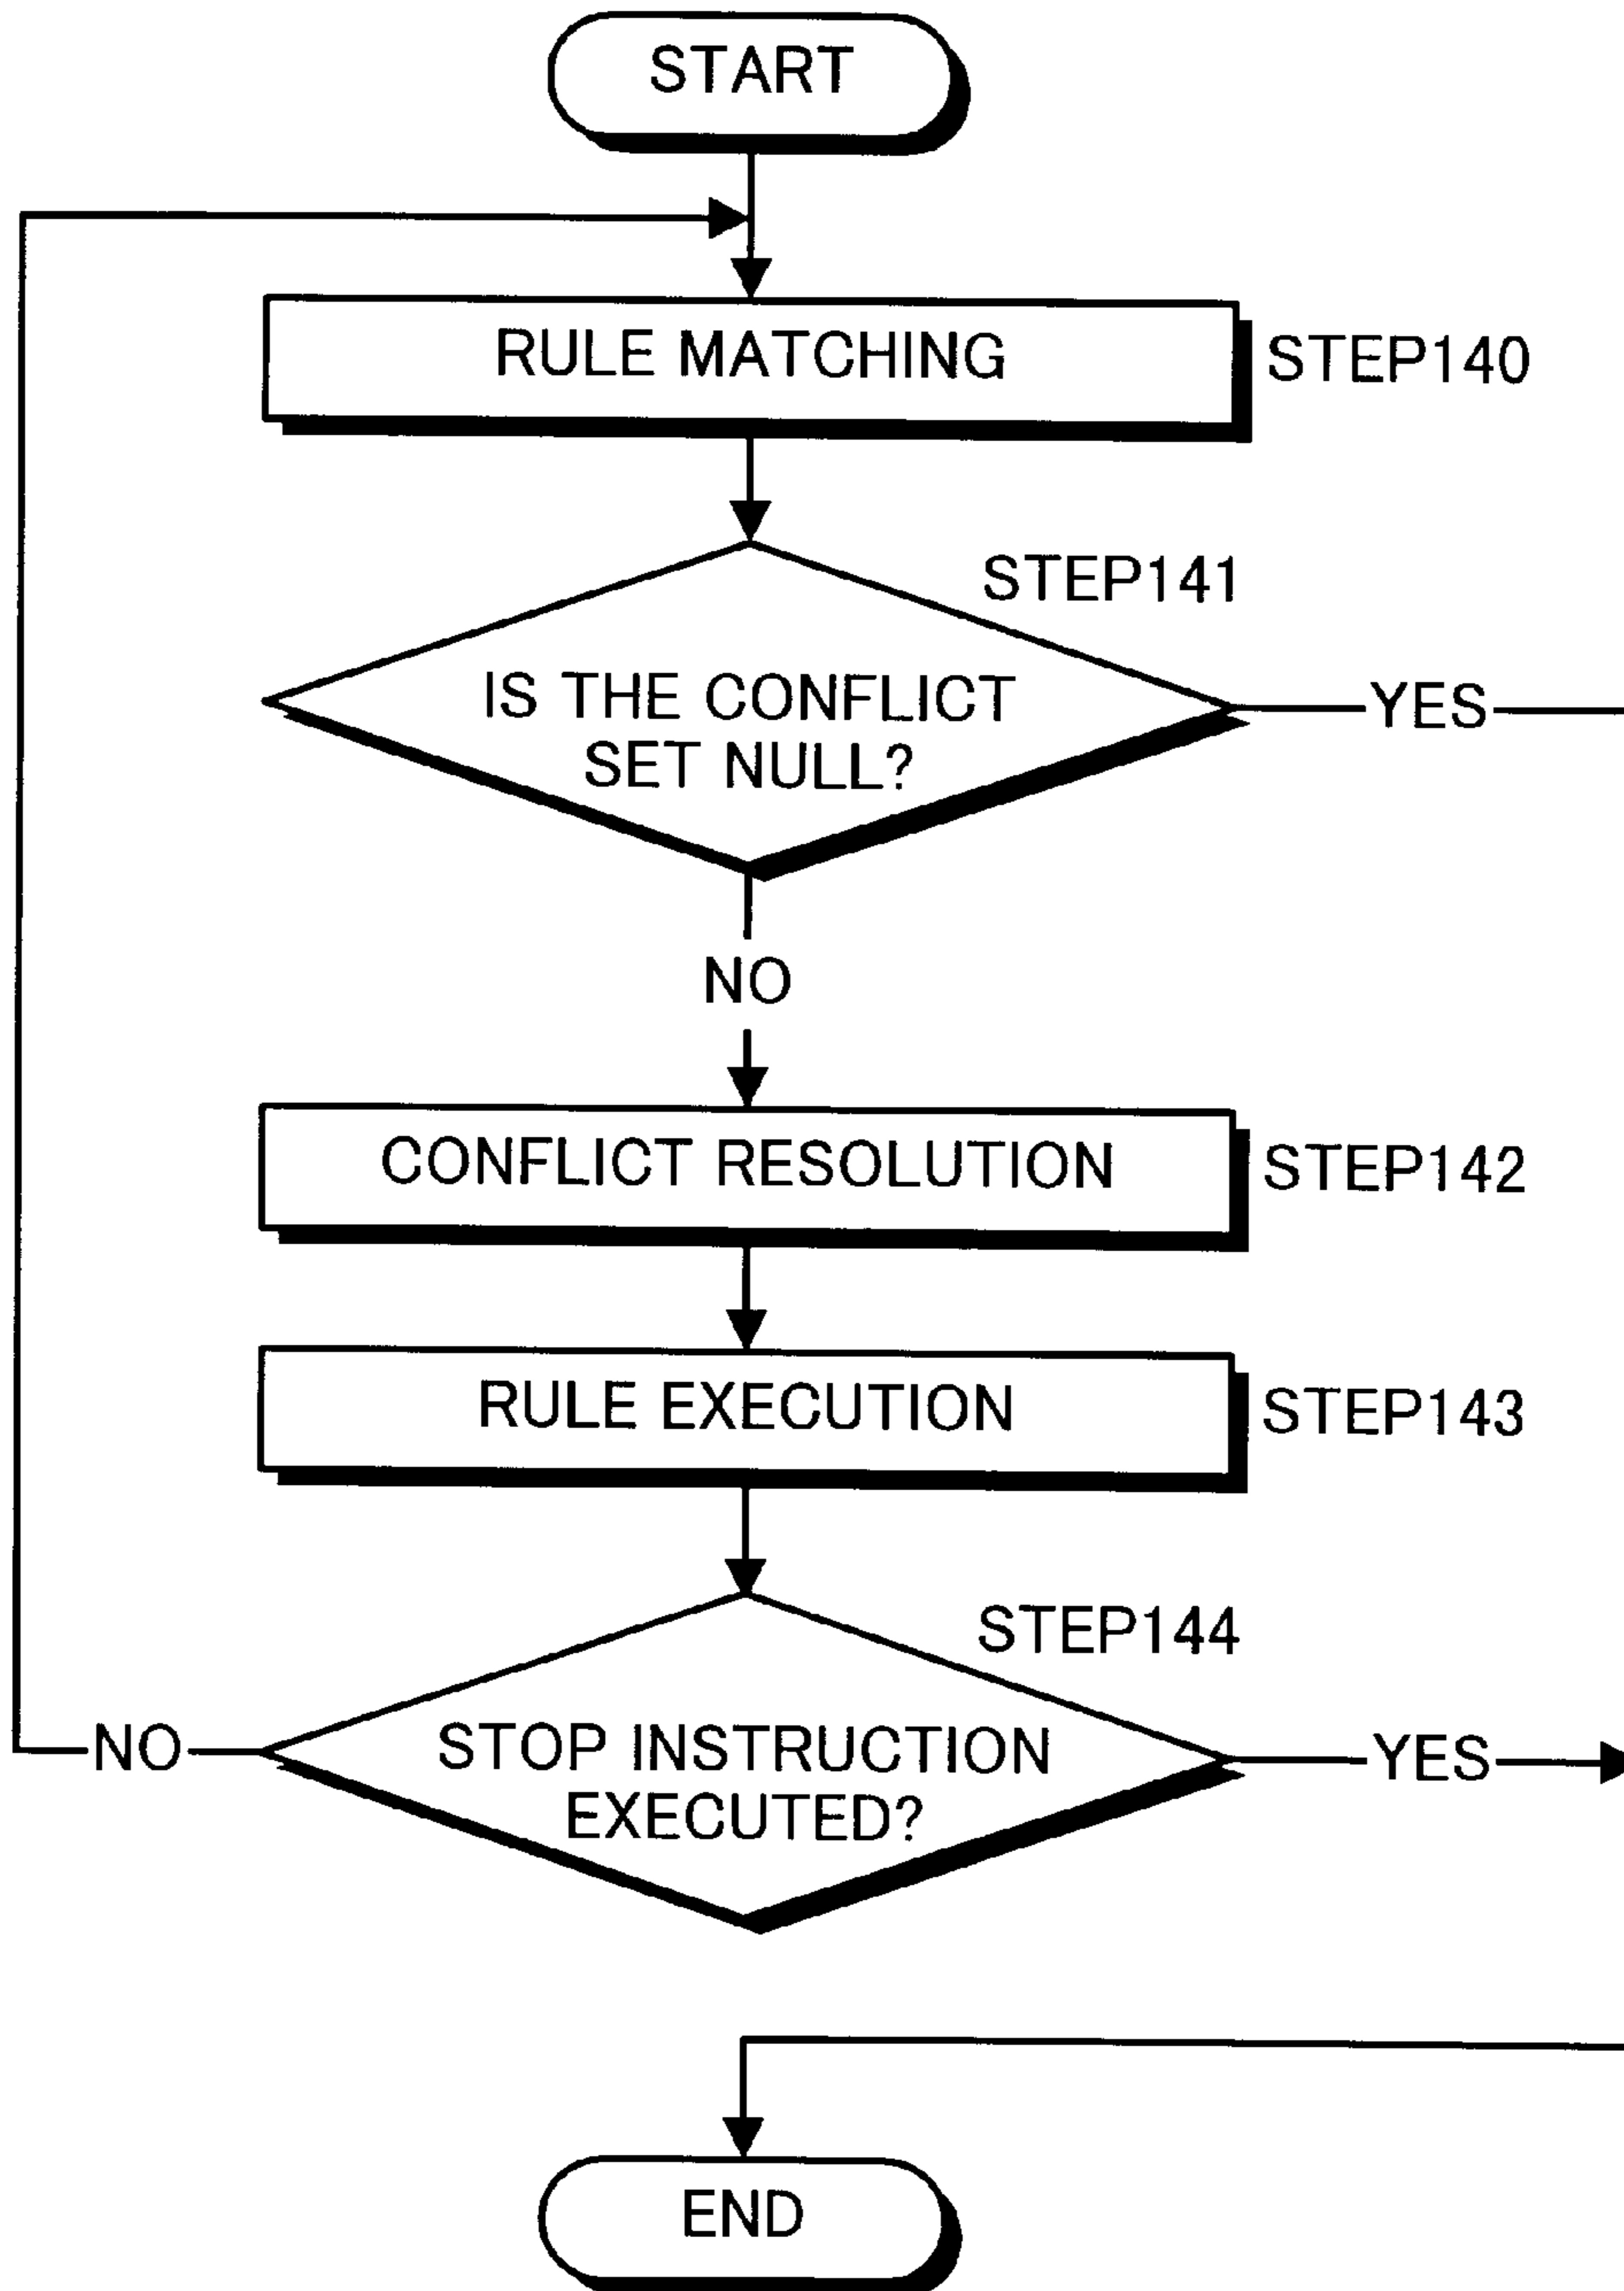 START
RULE MATCHING
STEP140
STEP141
IS THE CONFLICT
SET NULL?
YES
NO
CONFLICT RESOLUTION
STEP142
RULE EXECUTION
STEP143
STEP144
NO
STOP INSTRUCTION
EXECUTED?
YES
END